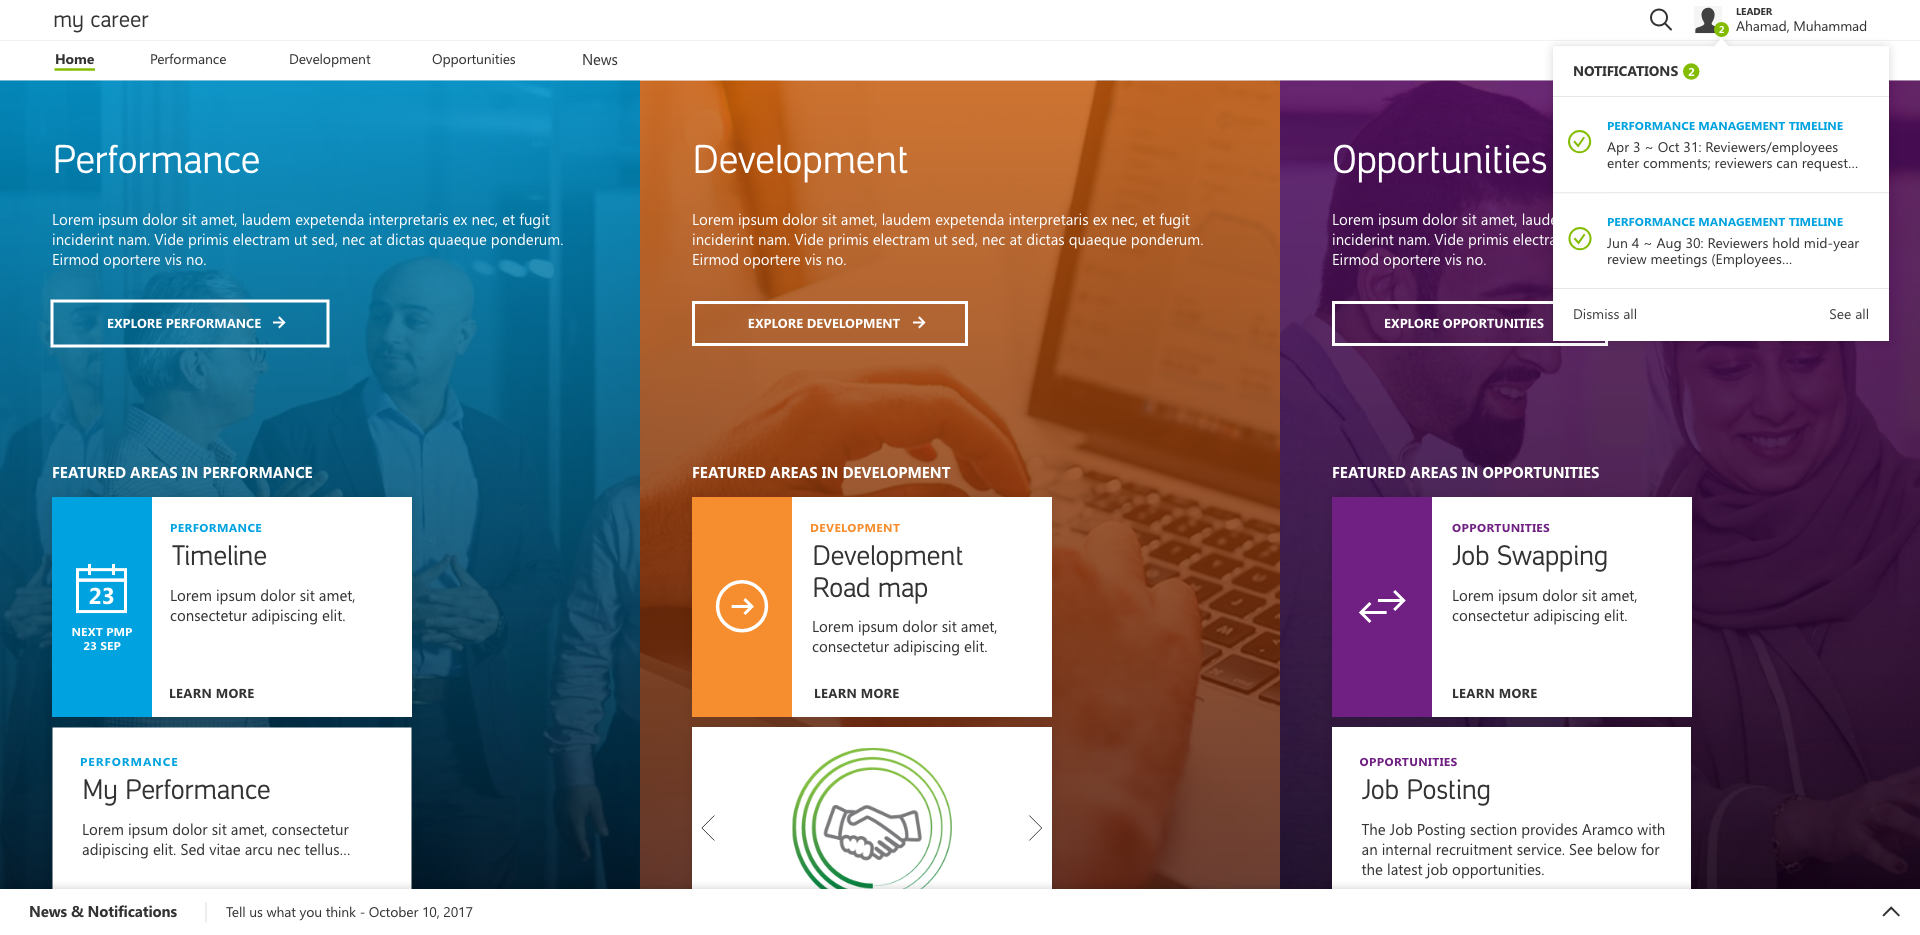 my career
LEADER
Ahamad, Muhammad
2
Home
Performance
Development
Opportunities
News
NOTIFICATIONS 2
PERFORMANCE MANAGEMENT TIMELINE
Apr 3 ~ Oct 31: Reviewers/employees
enter comments; reviewers can request...
PERFORMANCE MANAGEMENT TIMELINE
Jun 4 ~ Aug 30: Reviewers hold mid-year
review meetings (Employees...
Dismiss all
See all
Performance
Lorem ipsum dolor sit amet, laudem expetenda interpretaris ex nec, et fugit
inciderint nam. Vide primis electram ut sed, nec at dictas quaeque ponderum.
Eirmod oportere vis no.
EXPLORE PERFORMANCE
FEATURED AREAS IN PERFORMANCE
23
NEXT PMP
23 SEP
PERFORMANCE
Timeline
Lorem ipsum dolor sit amet,
consectetur adipiscing elit.
LEARN MORE
PERFORMANCE
My Performance
Lorem ipsum dolor sit amet, consectetur
adipiscing elit. Sed vitae arcu nec tellus...
Development
Lorem ipsum dolor sit amet, laudem expetenda interpretaris ex nec, et fugit
inciderint nam. Vide primis electram ut sed, nec at dictas quaeque ponderum.
Eirmod oportere vis no.
EXPLORE DEVELOPMENT
FEATURED AREAS IN DEVELOPMENT
DEVELOPMENT
Development
Road map
Lorem ipsum dolor sit amet,
consectetur adipiscing elit.
LEARN MORE
Opportunities
Lorem ipsum dolor sit amet,
inciderint nam. Vide primis
Eirmod oportere vis no.
EXPLORE OPPORTUNITIES
FEATURED AREAS IN OPPORTUNITIES
OPPORTUNITIES
Job Swapping
Lorem ipsum dolor sit amet,
consectetur adipiscing elit.
LEARN MORE
OPPORTUNITIES
Job Posting
The Job Posting section provides Aramco with
an internal recruitment service. See below for
the latest job opportunities.
News & Notifications
Tell us what you think - October 10, 2017